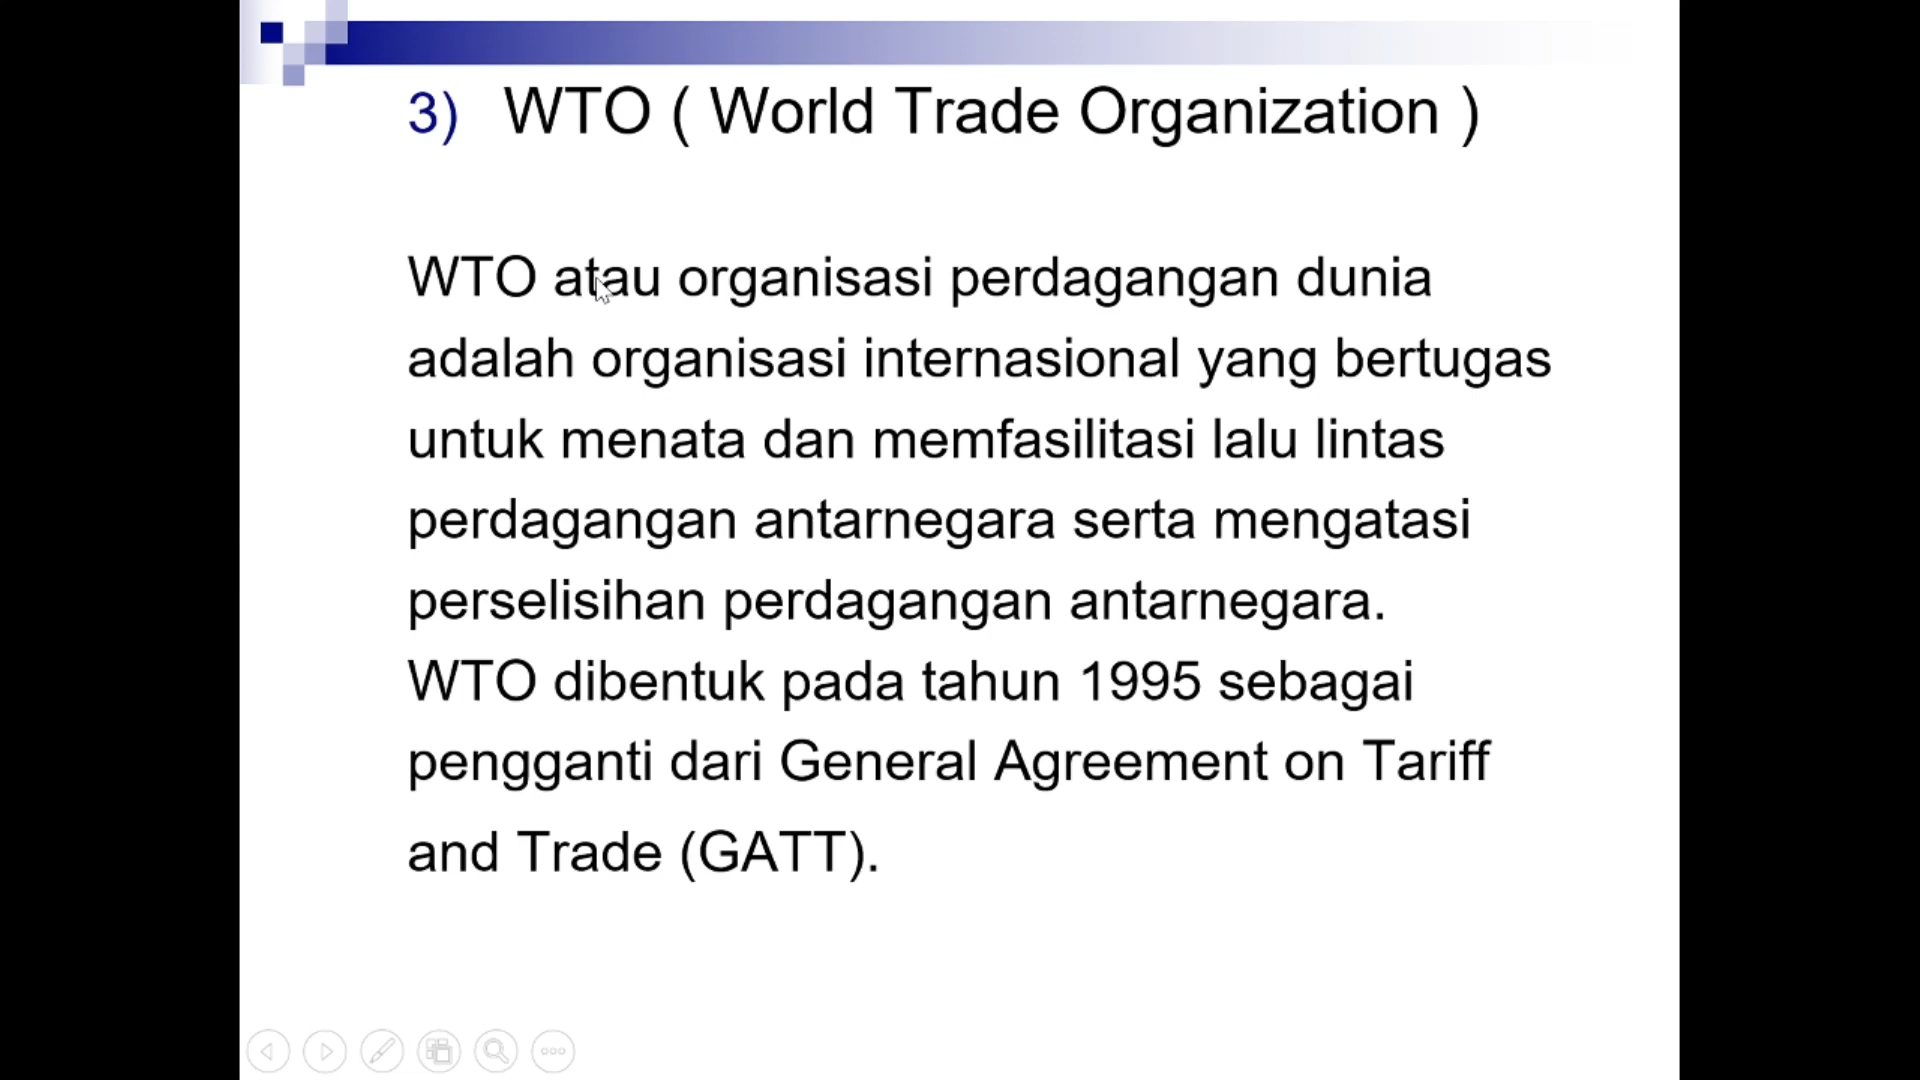 3) WTO ( World Trade Organization )
WTO atau organisasi perdagangan dunia
adalah organisasi internasional yang bertugas
untuk menata dan memfasilitasi lalu lintas
perdagangan antarnegara serta mengatasi
perselisihan perdagangan antarnegara.
WTO dibentuk pada tahun 1995 sebagai
pengganti dari General Agreement on Tariff
and Trade (GATT).